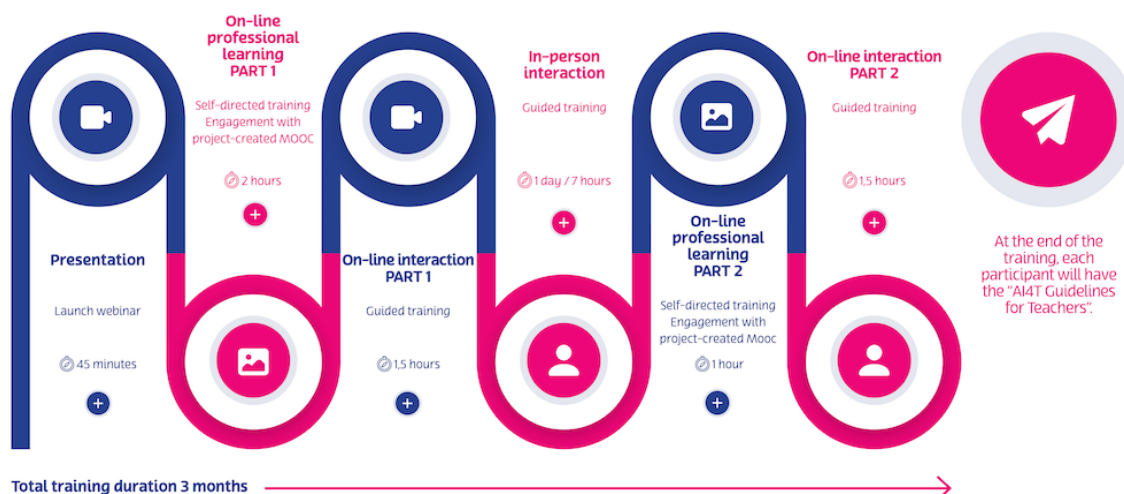 Presentation
Launch webinar
45 minutes
On-line
professional
learning
PART 1
Self-directed training
Engagement with
project-created MOOC
2 hours
On-line interaction
PART 1
Guided training
1,5 hours
In-person
interaction
Guided training
1 day / 7 hours
On-line
professional
learning
PART 2
Self-directed training
Engagement with
project-created Mooc
1 hour
On-line interaction
PART 2
Guided training
1,5 hours
At the end of the
training, each
participant will have
the "AI4T Guidelines
for Teachers".
Total training duration 3 months